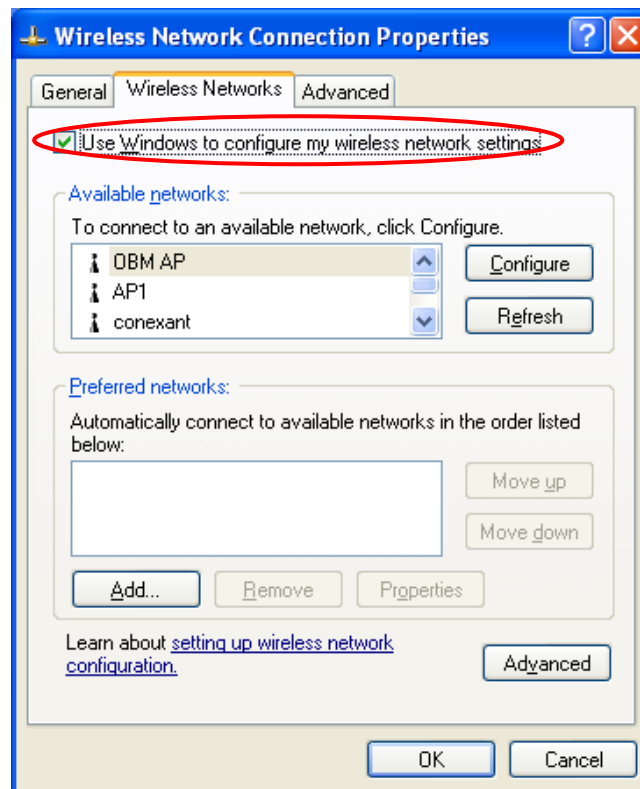 Wireless Network Connection Properties
General
Wireless Networks
Advanced
Use Windows to configure my wireless network settings
Available networks:
To connect to an available network, click Configure.
OBM AP
AP1
conexant
Configure
Refresh
Preferred networks:
Automatically connect to available networks in the order listed
below:
Move up
Move down
Add...
Remove
Properties
Learn about setting up wireless network
configuration.
Advanced
OK
Cancel